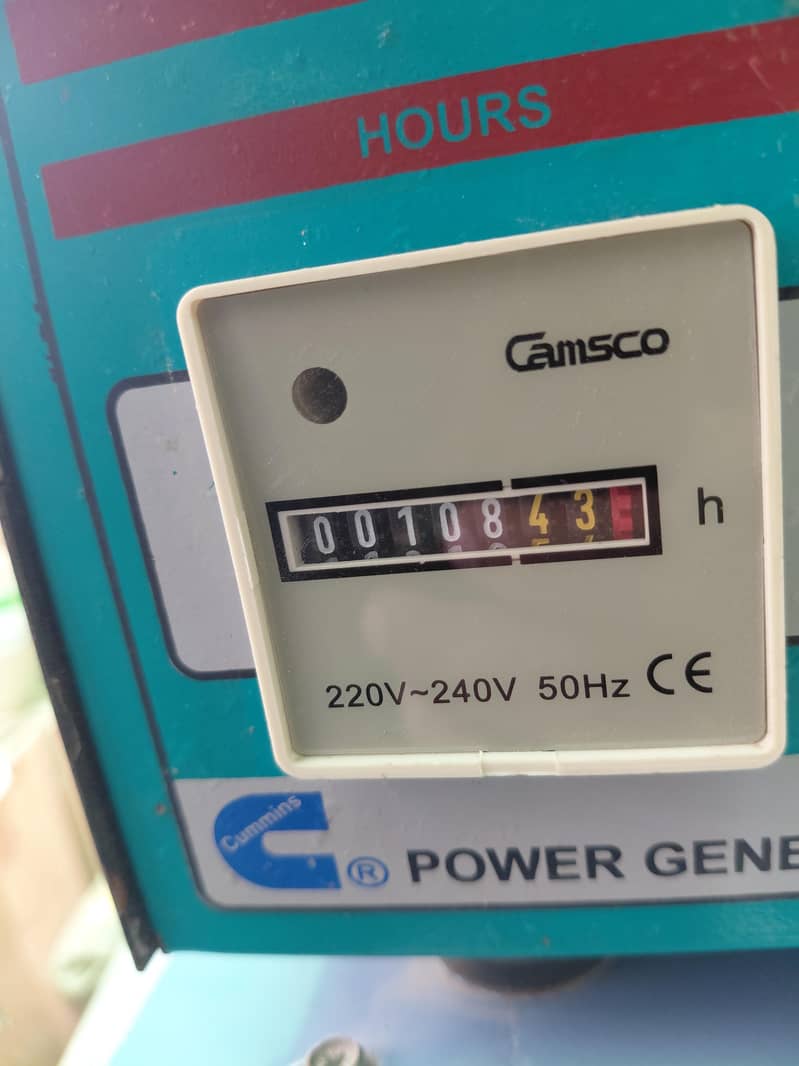 HOURS
Camsco
0010843
h
220V~240V 50Hz CE
Cummins
® POWER GENE